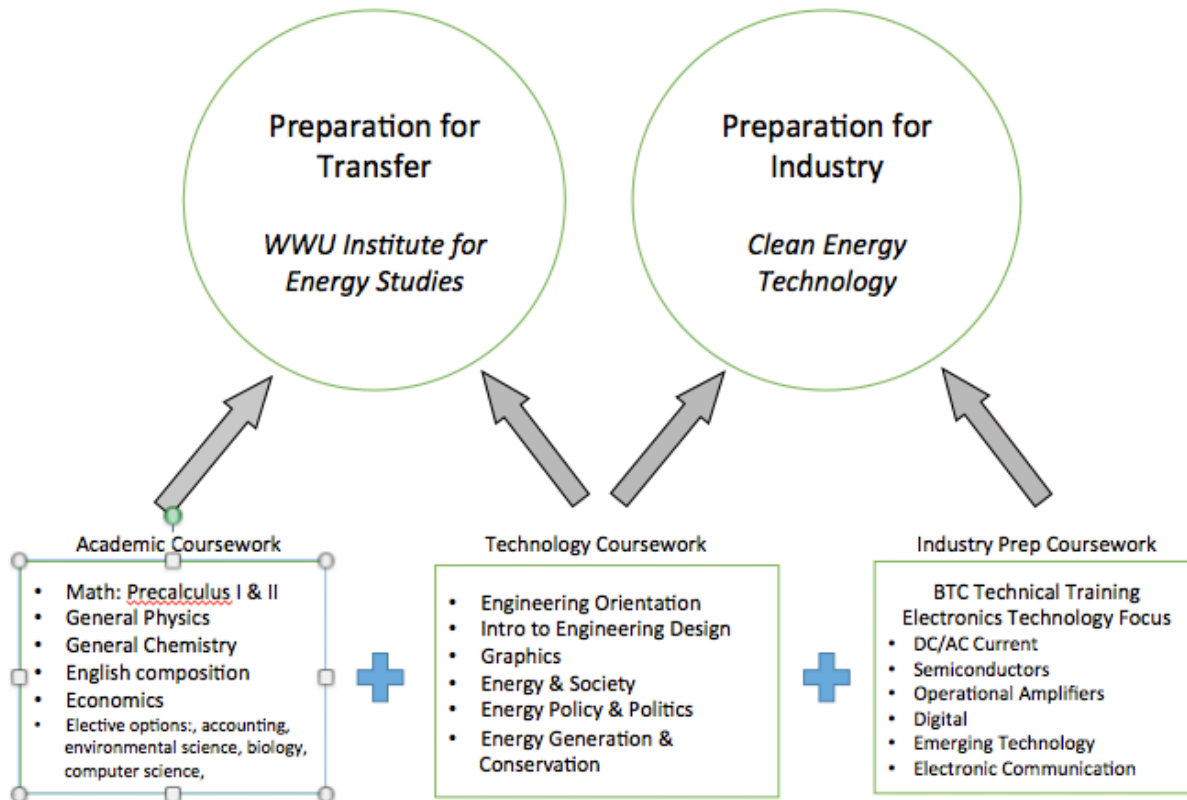 Preparation for
Transfer
WWU Institute for
Energy Studies
Preparation for
Industry
Clean Energy
Technology
Academic Coursework
• Math: Precalculus I & II
• General Physics
• General Chemistry
• English composition
• Economics
• Elective options:, accounting,
environmental science, biology,
computer science,
Technology Coursework
• Engineering Orientation
• Intro to Engineering Design
• Graphics
• Energy & Society
• Energy Policy & Politics
• Energy Generation &
Conservation
Industry Prep Coursework
BTC Technical Training
Electronics Technology Focus
• DC/AC Current
• Semiconductors
• Operational Amplifiers
• Digital
• Emerging Technology
• Electronic Communication